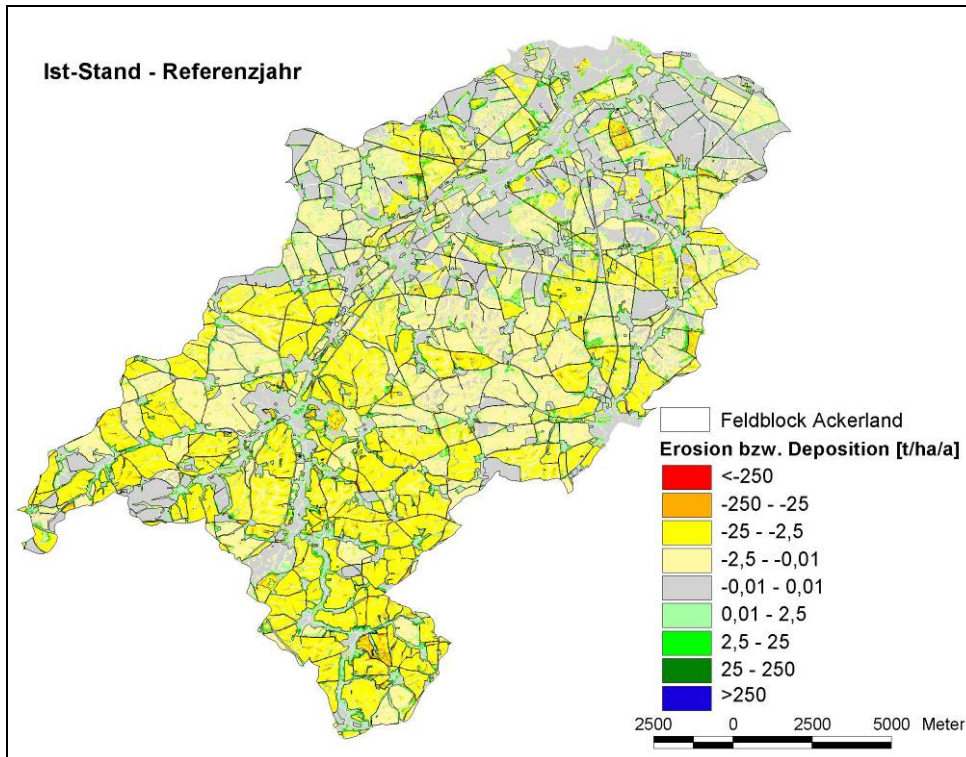 Ist-Stand - Referenzjahr
Feldblock Ackerland
Erosion bzw. Deposition [t/ha/a]
<-250
-250 - -25
-25 - -2,5
-2,5 - -0,01
-0,01 - 0,01
0,01 - 2,5
2,5 - 25
25 - 250
>250
2500 0 2500 5000 Meter